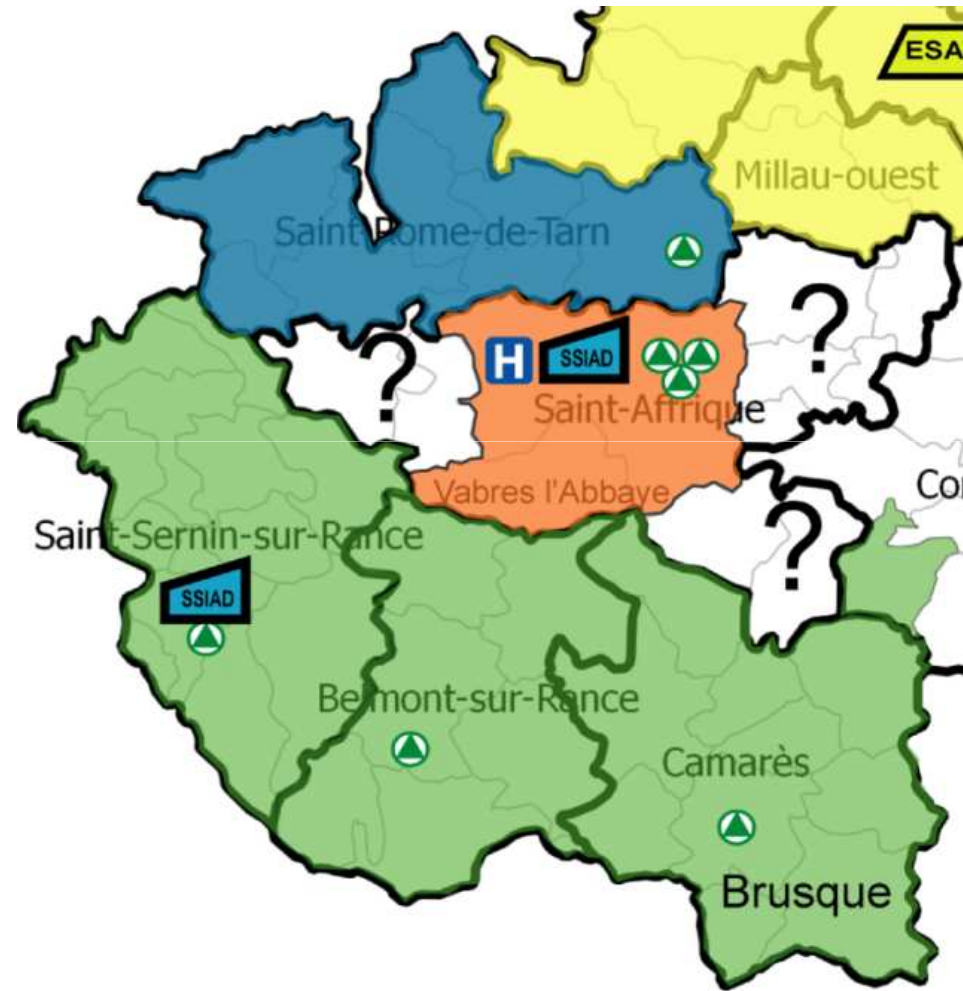 ESA
Millau-ouest
Saint-Rome-de-Tarn
?
?
H
SSIAD
Saint-Affrique
Vabres l'Abbaye
Co
?
Saint-Sernin-sur-Rance
SSIAD
Belmont-sur-Rance
Camarès
Brusque